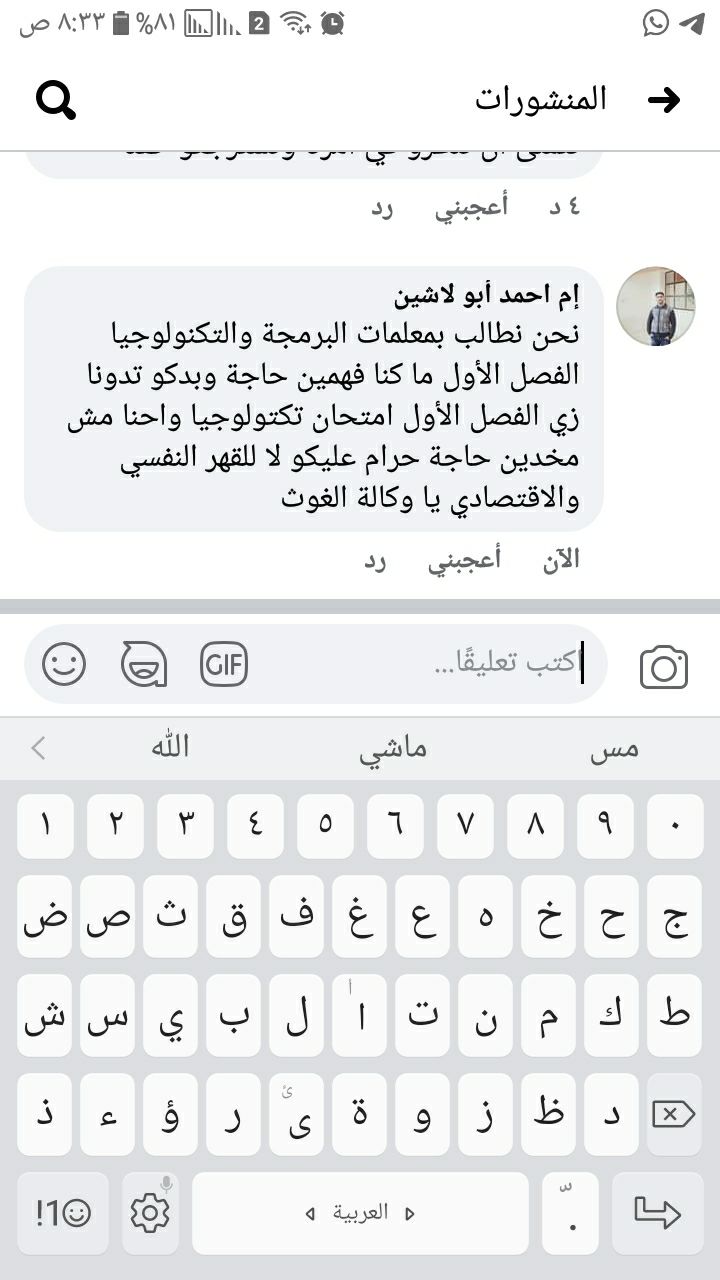 ٨:٣٣ ص ٨١%
2
المنشورات
٤ د أعجبني رد
إم احمد أبو لاشين
نحن نطالب بمعلمات البرمجة والتكنولوجيا
الفصل الأول ما كنا فهمين حاجة وبدكو تدونا
زي الفصل الأول امتحان تكتولوجيا واحنا مش
مخدين حاجة حرام عليكو لا للقهر النفسي
والاقتصادي يا وكالة الغوث
الآن أعجبني رد
اكتب تعليقًا...
GIF
مس ماشي الله
١ ٢ ٣ ٤ ٥ ٦ ٧ ٨ ٩ ٠
ض ص ث ق ف غ ع ه خ ح ج
ش س ي ب ل ا أ ت ن م ك ط
ذ ء ؤ ر ى ئ ة و ز ظ د
!1☺ العربية .